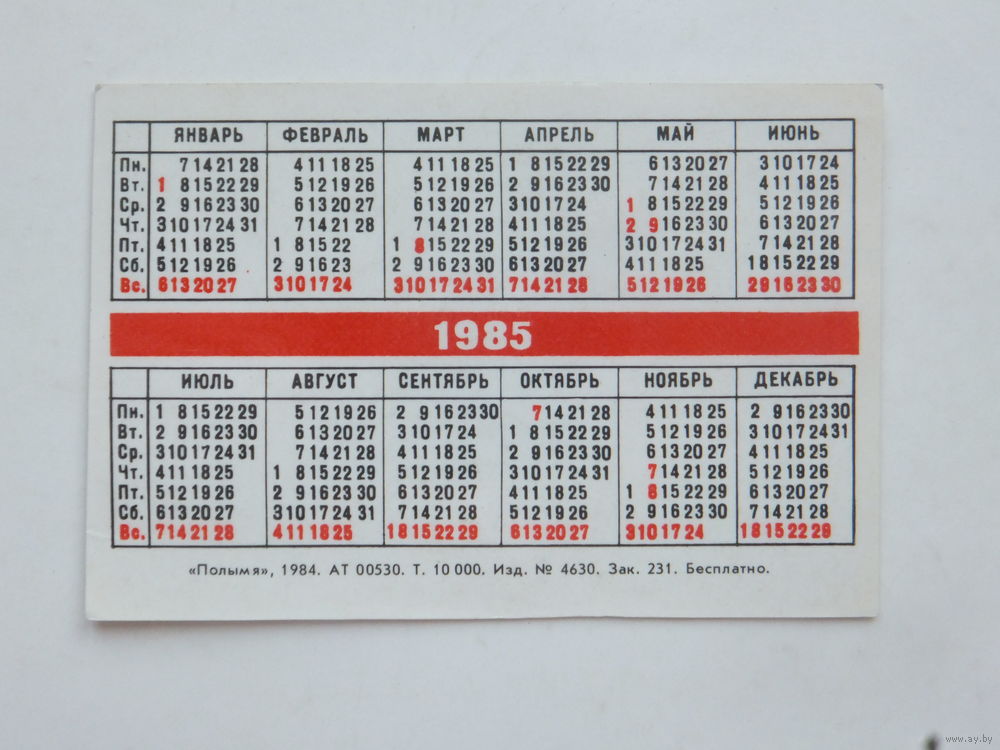 ЯНВАРЬ ФЕВРАЛЬ МАРТ АПРЕЛЬ МАЙ ИЮНЬ
Пн. 7 14 21 28 4 11 18 25 4 11 18 25 1 8 15 22 29 6 13 20 27 3 10 17 24
Вт. 1 8 15 22 29 5 12 19 26 5 12 19 26 2 9 16 23 30 7 14 21 28 4 11 18 25
Ср. 2 9 16 23 30 6 13 20 27 6 13 20 27 3 10 17 24 1 8 15 22 29 5 12 19 26
Чт. 3 10 17 24 31 7 14 21 28 7 14 21 28 4 11 18 25 2 9 16 23 30 6 13 20 27
Пт. 4 11 18 25 1 8 15 22 1 8 15 22 29 5 12 19 26 3 10 17 24 31 7 14 21 28
Сб. 5 12 19 26 2 9 16 23 2 9 16 23 30 6 13 20 27 4 11 18 25 1 8 15 22 29
Вс. 6 13 20 27 3 10 17 24 3 10 17 24 31 7 14 21 28 5 12 19 26 2 9 16 23 30
1985
ИЮЛЬ АВГУСТ СЕНТЯБРЬ ОКТЯБРЬ НОЯБРЬ ДЕКАБРЬ
Пн. 1 8 15 22 29 5 12 19 26 2 9 16 23 30 7 14 21 28 4 11 18 25 2 9 16 23 30
Вт. 2 9 16 23 30 6 13 20 27 3 10 17 24 1 8 15 22 29 5 12 19 26 3 10 17 24 31
Ср. 3 10 17 24 31 7 14 21 28 4 11 18 25 2 9 16 23 30 6 13 20 27 4 11 18 25
Чт. 4 11 18 25 1 8 15 22 29 5 12 19 26 3 10 17 24 31 7 14 21 28 5 12 19 26
Пт. 5 12 19 26 2 9 16 23 30 6 13 20 27 4 11 18 25 1 8 15 22 29 6 13 20 27
Сб. 6 13 20 27 3 10 17 24 31 7 14 21 28 5 12 19 26 2 9 16 23 30 7 14 21 28
Вс. 7 14 21 28 4 11 18 25 1 8 15 22 29 6 13 20 27 3 10 17 24 1 8 15 22 29
«Полымя», 1984. АТ 00530. Т. 10 000. Изд. № 4630. Зак. 231. Бесплатно.
www.ay.by